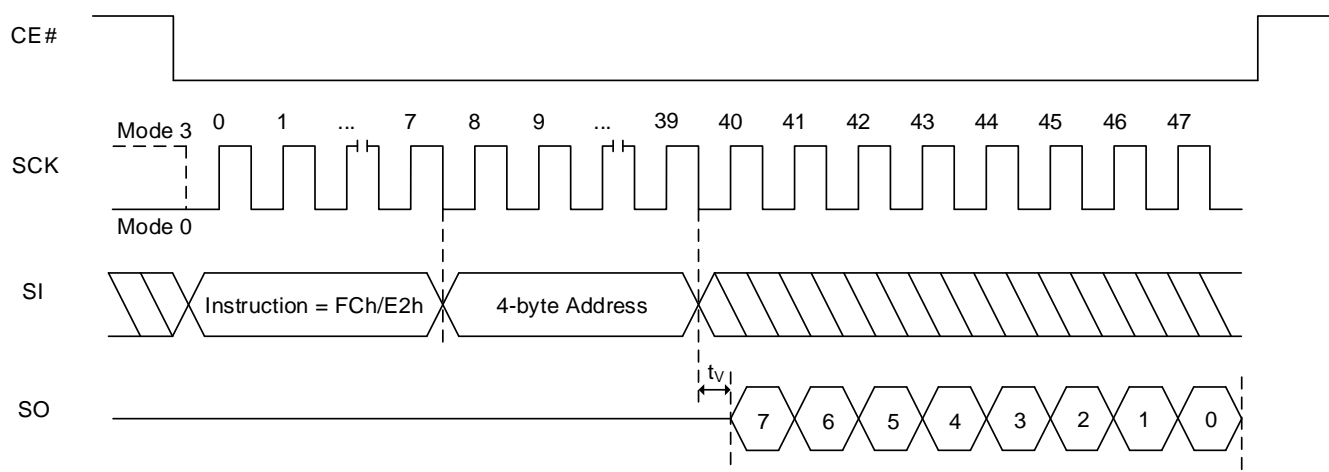 CE#
Mode 3
0 1 ... 7 8 9 ... 39 40 41 42 43 44 45 46 47
SCK
Mode 0
SI
Instruction = FCh/E2h
4-byte Address
tV
SO
7 6 5 4 3 2 1 0